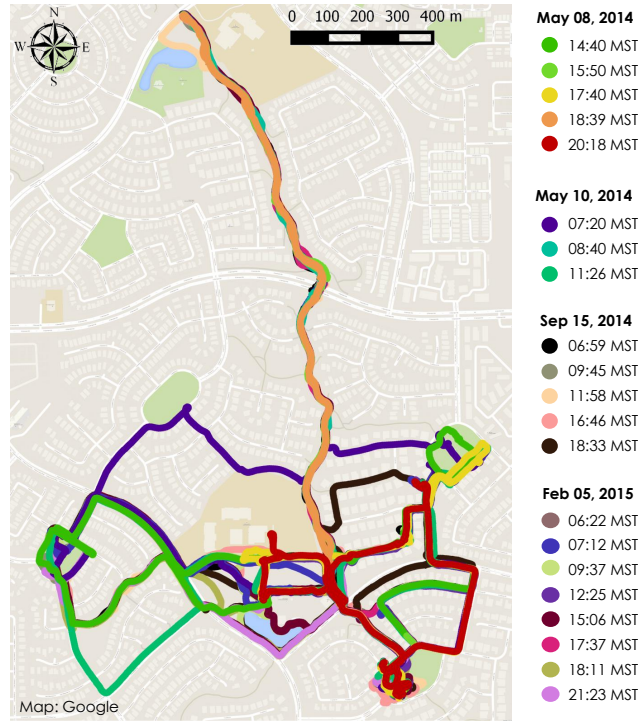 N
W E
S
0 100 200 300 400 m
May 08, 2014
14:40 MST
15:50 MST
17:40 MST
18:39 MST
20:18 MST
May 10, 2014
07:20 MST
08:40 MST
11:26 MST
Sep 15, 2014
06:59 MST
09:45 MST
11:58 MST
16:46 MST
18:33 MST
Feb 05, 2015
06:22 MST
07:12 MST
09:37 MST
12:25 MST
15:06 MST
17:37 MST
18:11 MST
21:23 MST
Map: Google